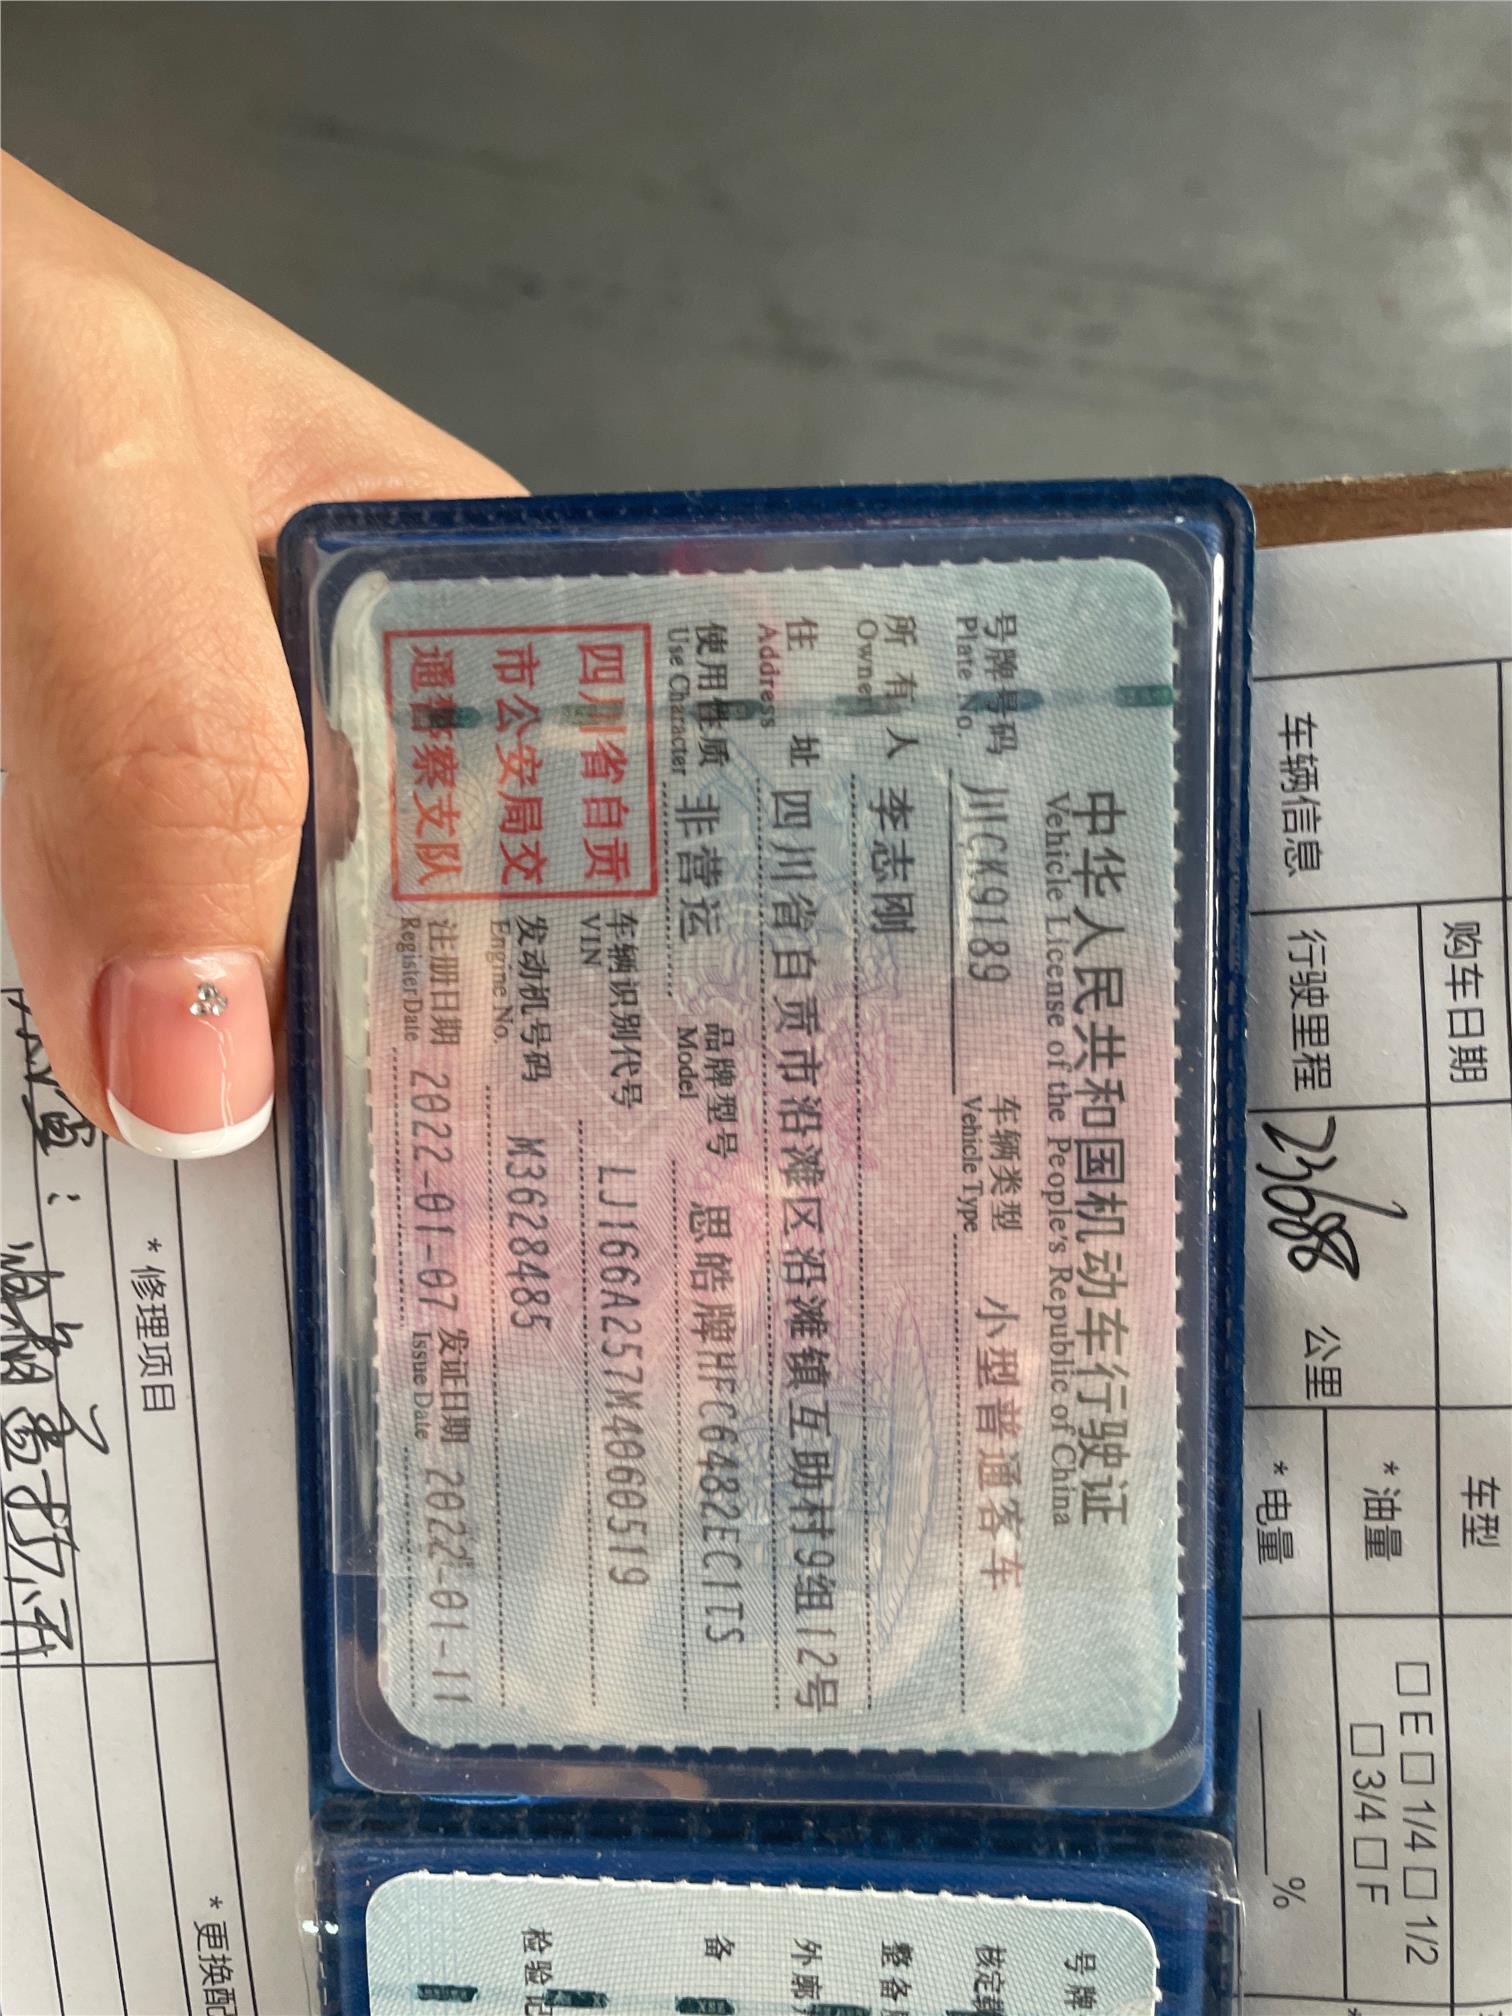 中华人民共和国机动车行驶证
Vehicle License of the People's Republic of China
号牌号码 川CK9189 车辆类型 小型普通客车
Plate No. Vehicle Type
所有人 李志刚
Owner
住址 四川省自贡市沿滩区沿滩镇互助村9组12号
Address
使用性质 非营运 品牌型号 思皓牌HFC6482EC1TS
Use Character Model
四川省自贡
市公安局交
通警察支队
车辆识别代号 LJ166A257M4060519
VIN
发动机号码 M3628485
Engine No.
注册日期 2022-01-07 发证日期 2022-01-11
Register Date Issue Date
购车日期 车型
车辆信息 行驶里程 23688 公里 *油量 □E □1/4 □1/2
□3/4 □F
*电量 %
*修理项目 *更换配
号牌
核定
整备
外廓
备
检验记